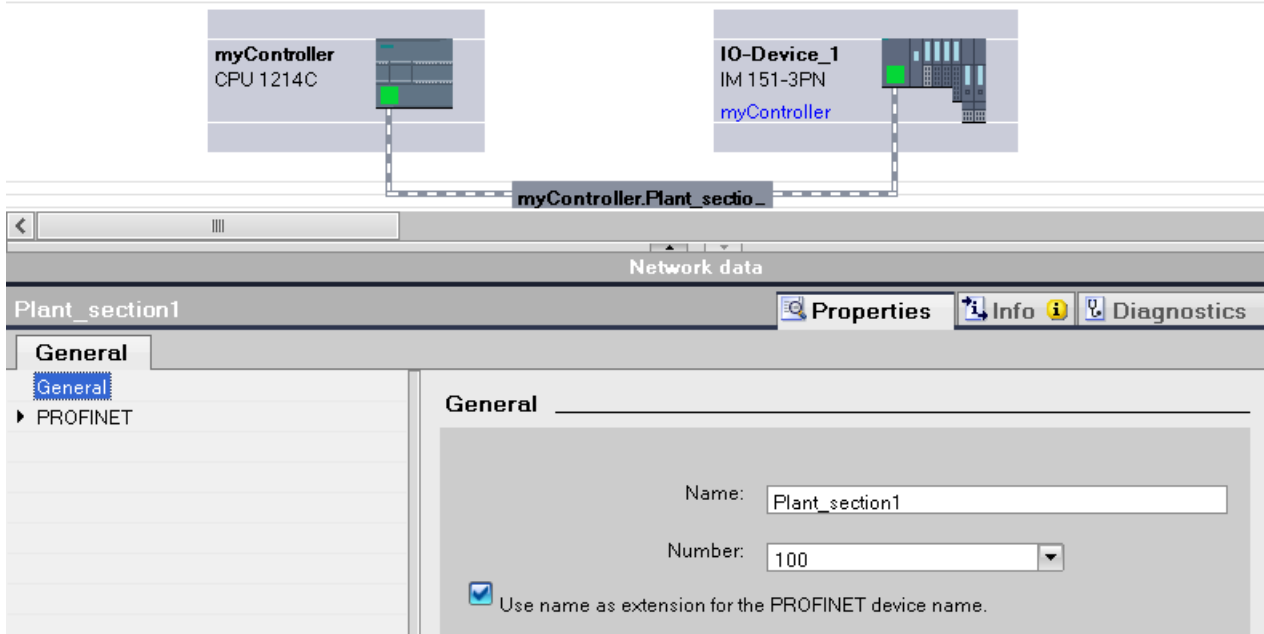 myController
CPU 1214C
IO-Device_1
IM 151-3PN
myController
myController.Plant_sectio_
Network data
Plant_section1
Properties
Info
Diagnostics
General
General
PROFINET
General
Name: Plant_section1
Number: 100
Use name as extension for the PROFINET device name.